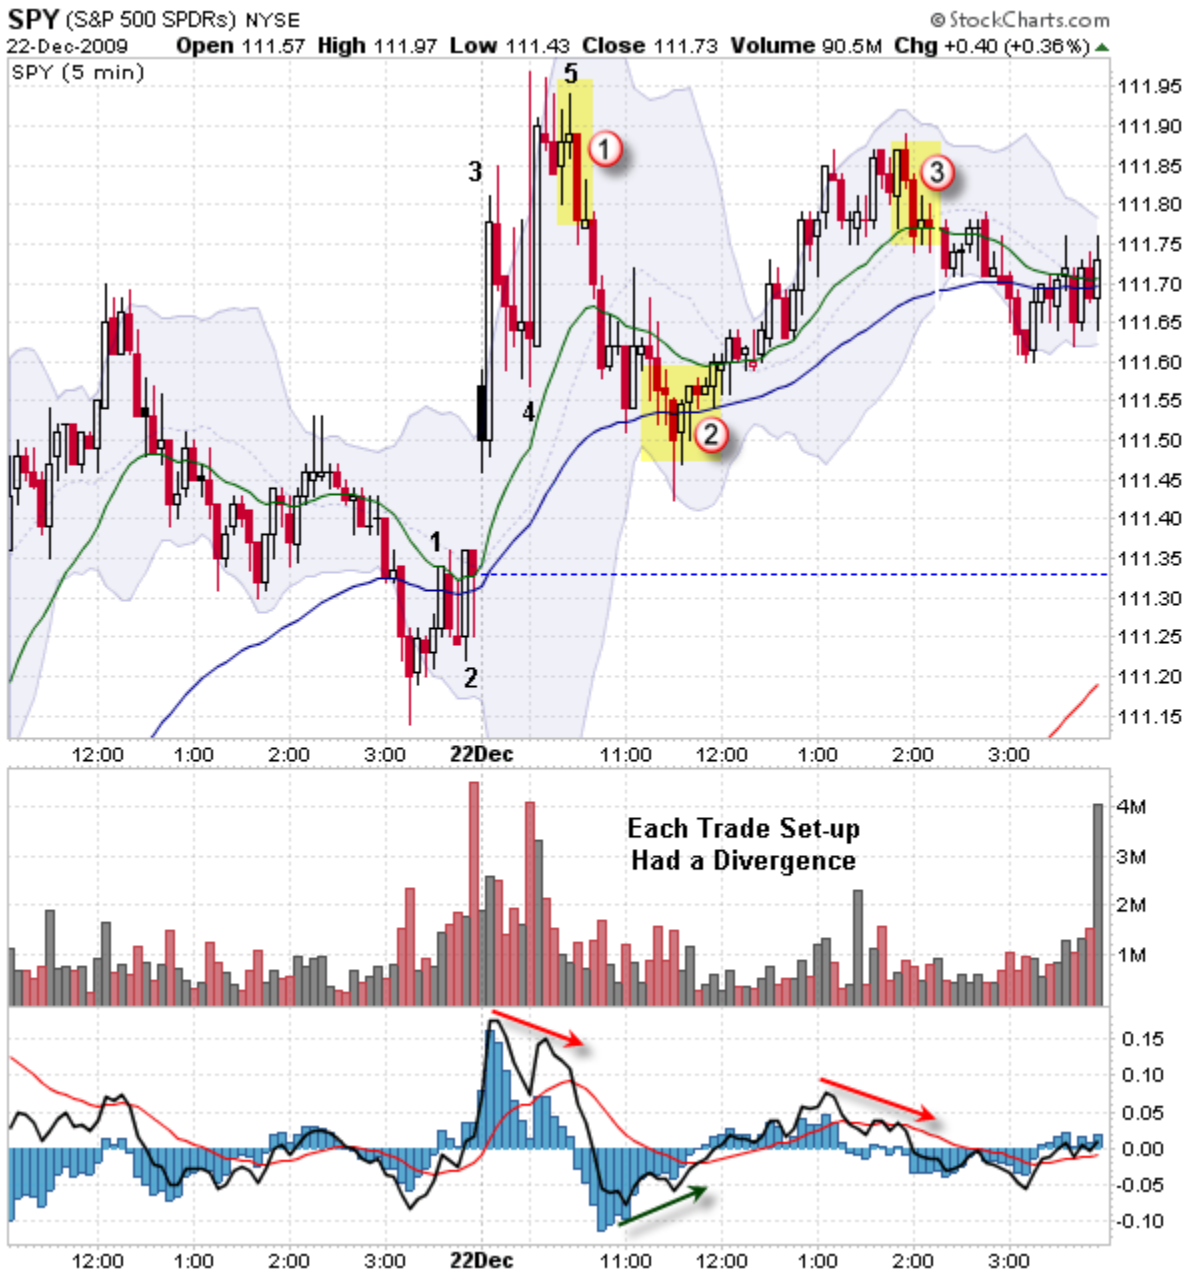 SPY (S&P 500 SPDRs) NYSE
© StockCharts.com
22-Dec-2009 Open 111.57 High 111.97 Low 111.43 Close 111.73 Volume 90.5M Chg +0.40 (+0.36%)
SPY (5 min)
5
111.95
111.90
1
3
111.85
3
111.80
111.75
111.70
111.65
111.60
4
111.55
2
111.50
111.45
111.40
1
111.35
111.30
111.25
2
111.20
111.15
12:00 1:00 2:00 3:00 22Dec 11:00 12:00 1:00 2:00 3:00
4M
Each Trade Set-up
Had a Divergence
3M
2M
1M
0.15
0.10
0.05
0.00
-0.05
-0.10
12:00 1:00 2:00 3:00 22Dec 11:00 12:00 1:00 2:00 3:00